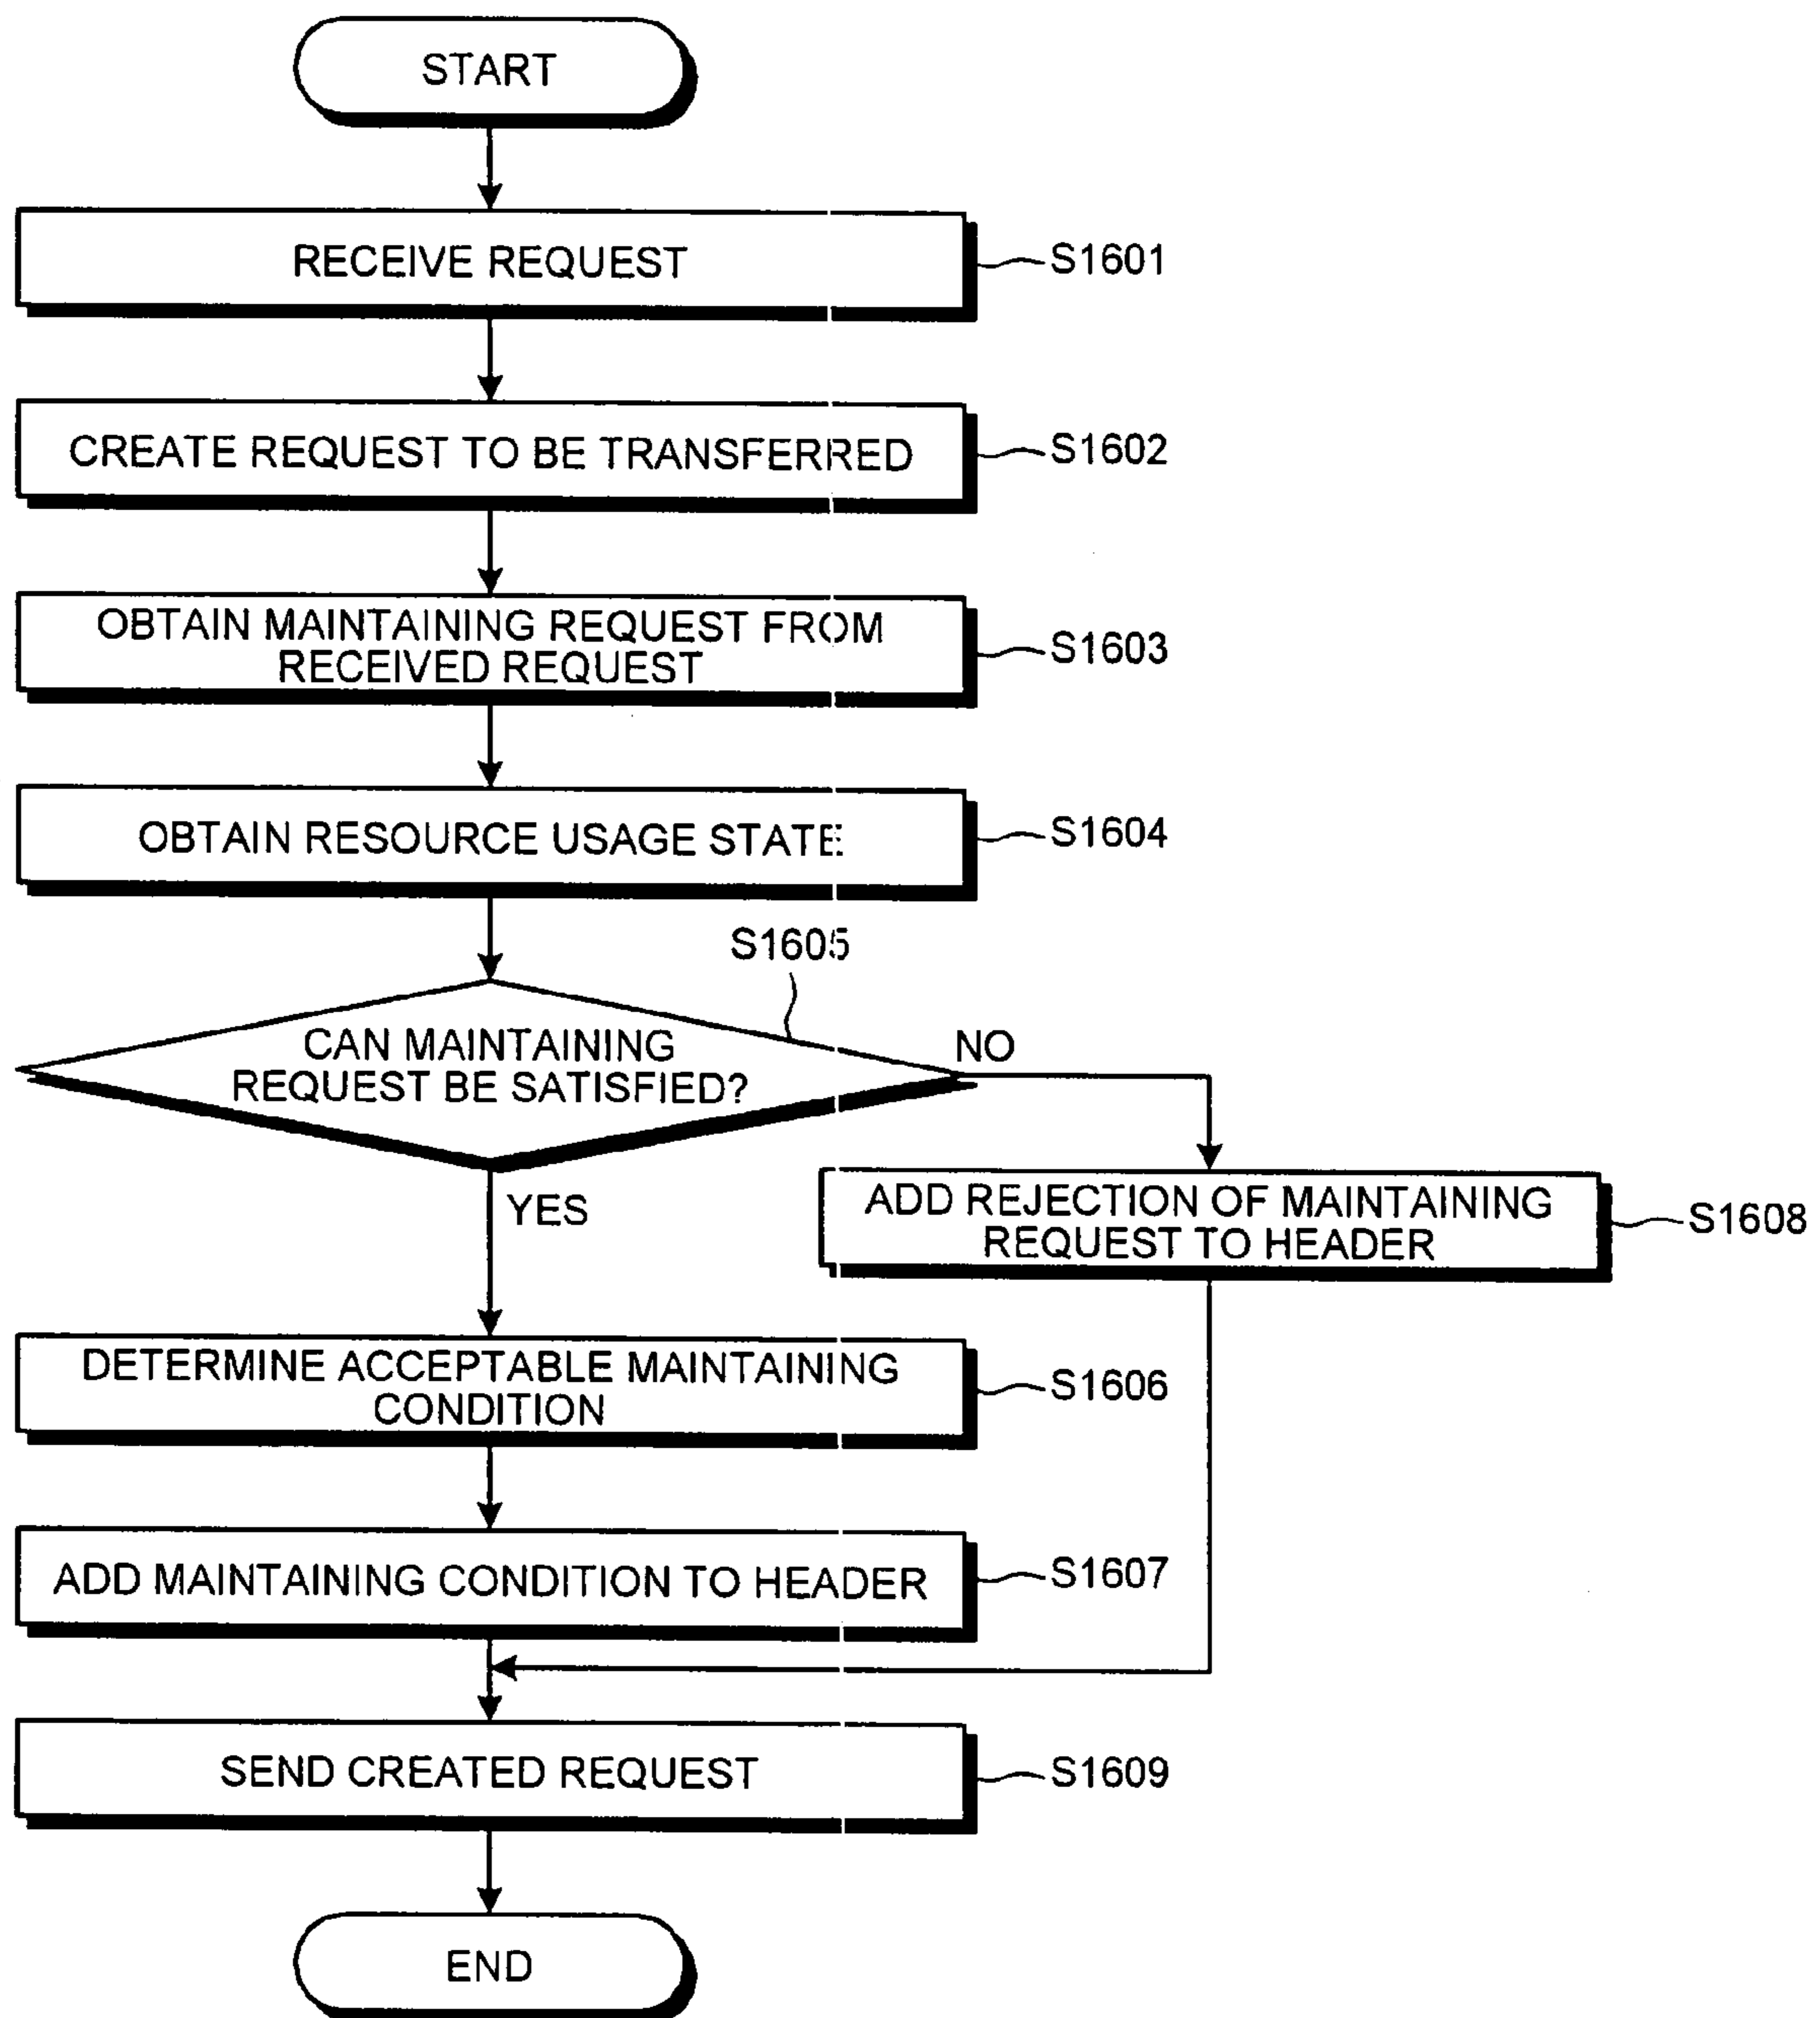 START
RECEIVE REQUEST
S1601
CREATE REQUEST TO BE TRANSFERRED
S1602
OBTAIN MAINTAINING REQUEST FROM
RECEIVED REQUEST
S1603
OBTAIN RESOURCE USAGE STATE
S1604
S1605
CAN MAINTAINING
REQUEST BE SATISFIED?
NO
YES
ADD REJECTION OF MAINTAINING
REQUEST TO HEADER
S1608
DETERMINE ACCEPTABLE MAINTAINING
CONDITION
S1606
ADD MAINTAINING CONDITION TO HEADER
S1607
SEND CREATED REQUEST
S1609
END